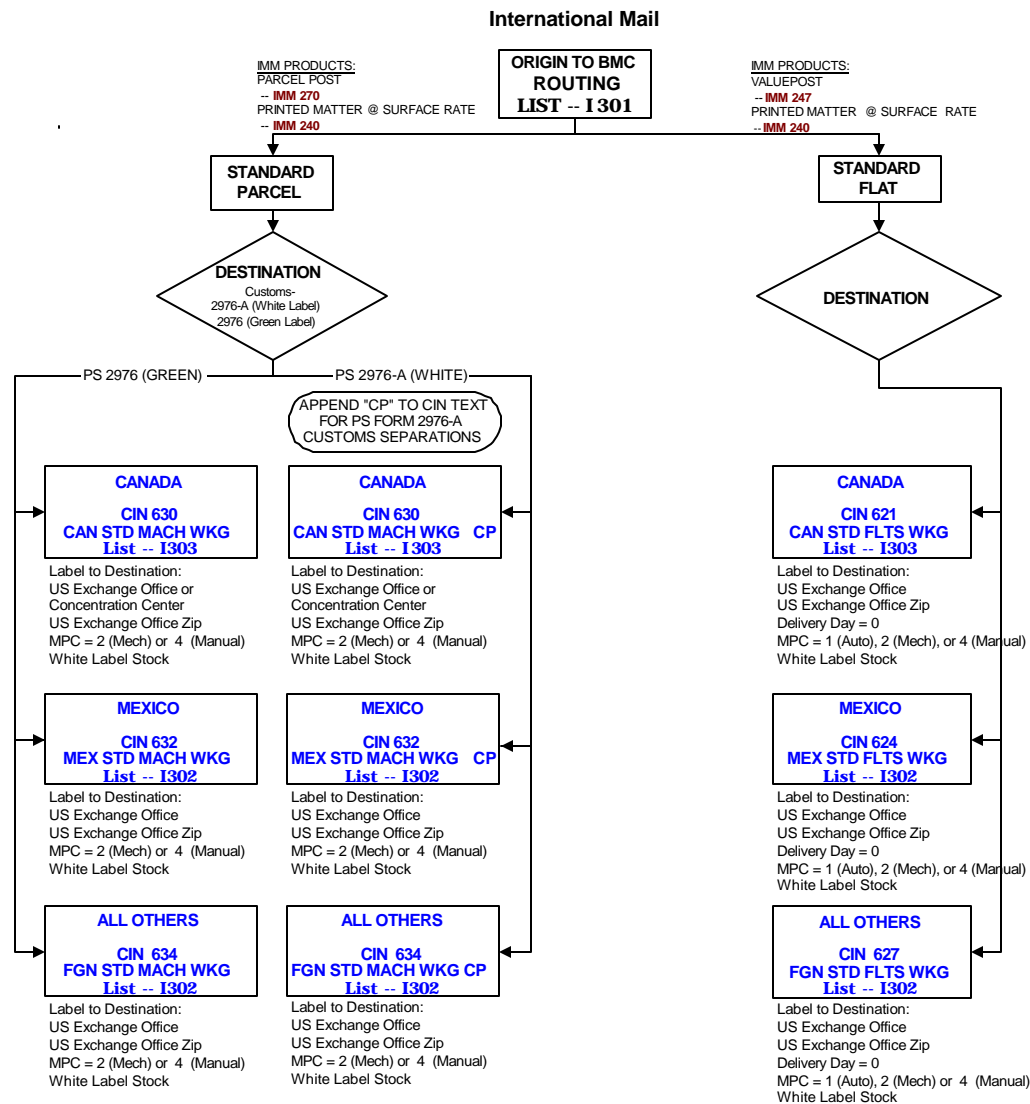 International Mail
IMM PRODUCTS:
PARCEL POST
-- IMM 270
PRINTED MATTER @ SURFACE RATE
-- IMM 240
ORIGIN TO BMC
ROUTING
LIST -- I301
IMM PRODUCTS:
VALUEPOST
-- IMM 247
PRINTED MATTER @ SURFACE RATE
-- IMM 240
STANDARD
PARCEL
STANDARD
FLAT
DESTINATION
Customs-
2976-A (White Label)
2976 (Green Label)
DESTINATION
PS 2976 (GREEN)
PS 2976-A (WHITE)
APPEND "CP" TO CIN TEXT
FOR PS FORM 2976-A
CUSTOMS SEPARATIONS
CANADA
CIN 630
CAN STD MACH WKG
List -- I303
Label to Destination:
US Exchange Office or
Concentration Center
US Exchange Office Zip
MPC = 2 (Mech) or 4 (Manual)
White Label Stock
CANADA
CIN 630
CAN STD MACH WKG CP
List -- I303
Label to Destination:
US Exchange Office or
Concentration Center
US Exchange Office Zip
MPC = 2 (Mech) or 4 (Manual)
White Label Stock
CANADA
CIN 621
CAN STD FLTS WKG
List -- I303
Label to Destination:
US Exchange Office
US Exchange Office Zip
Delivery Day = 0
MPC = 1 (Auto), 2 (Mech), or 4 (Manual)
White Label Stock
MEXICO
CIN 632
MEX STD MACH WKG
List -- I302
Label to Destination:
US Exchange Office
US Exchange Office Zip
MPC = 2 (Mech) or 4 (Manual)
White Label Stock
MEXICO
CIN 632
MEX STD MACH WKG CP
List -- I302
Label to Destination:
US Exchange Office
US Exchange Office Zip
MPC = 2 (Mech) or 4 (Manual)
White Label Stock
MEXICO
CIN 624
MEX STD FLTS WKG
List -- I302
Label to Destination:
US Exchange Office
US Exchange Office Zip
Delivery Day = 0
MPC = 1 (Auto), 2 (Mech), or 4 (Manual)
White Label Stock
ALL OTHERS
CIN 634
FGN STD MACH WKG
List -- I302
Label to Destination:
US Exchange Office
US Exchange Office Zip
MPC = 2 (Mech) or 4 (Manual)
White Label Stock
ALL OTHERS
CIN 634
FGN STD MACH WKG CP
List -- I302
Label to Destination:
US Exchange Office
US Exchange Office Zip
MPC = 2 (Mech) or 4 (Manual)
White Label Stock
ALL OTHERS
CIN 627
FGN STD FLTS WKG
List -- I302
Label to Destination:
US Exchange Office
US Exchange Office Zip
Delivery Day = 0
MPC = 1 (Auto), 2 (Mech) or 4 (Manual)
White Label Stock